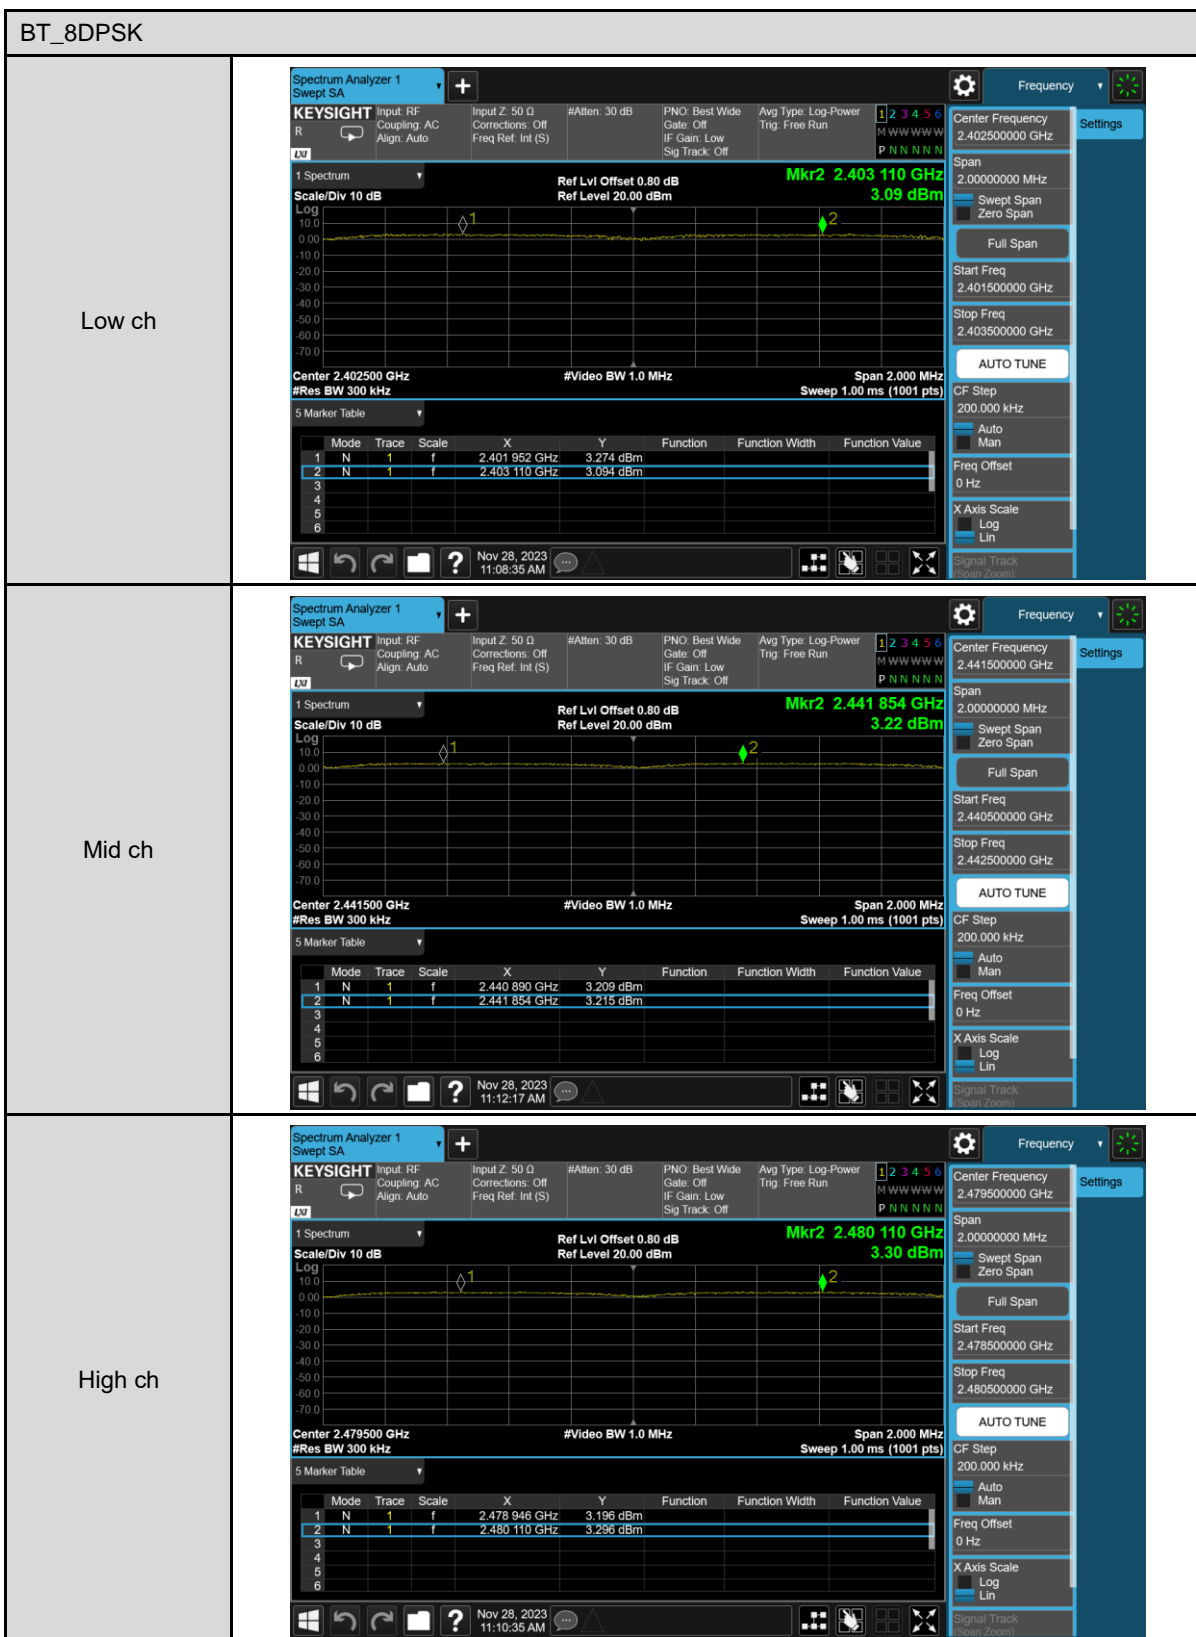 BT_8DPSK
Low ch
Spectrum Analyzer 1
Swept SA
Frequency
KEYSIGHT
R
LXI
Input: RF
Coupling: AC
Align: Auto
Input Z: 50 Ω
Corrections: Off
Freq Ref: Int (S)
#Atten: 30 dB
PNO: Best Wide
Gate: Off
IF Gain: Low
Sig Track: Off
Avg Type: Log-Power
Trig: Free Run
1 2 3 4 5 6
M W W W W W
P N N N N N
Center Frequency
2.402500000 GHz
Settings
Span
2.00000000 MHz
Swept Span
Zero Span
Full Span
Start Freq
2.401500000 GHz
Stop Freq
2.403500000 GHz
AUTO TUNE
CF Step
200.000 kHz
Auto
Man
Freq Offset
0 Hz
X Axis Scale
Log
Lin
Signal Track
(Span Zoom)
1 Spectrum
Scale/Div 10 dB
Ref Lvl Offset 0.80 dB
Ref Level 20.00 dBm
Mkr2 2.403 110 GHz
3.09 dBm
Log
10.0
0.00
-10.0
-20.0
-30.0
-40.0
-50.0
-60.0
-70.0
1
2
Center 2.402500 GHz
#Res BW 300 kHz
#Video BW 1.0 MHz
Span 2.000 MHz
Sweep 1.00 ms (1001 pts)
5 Marker Table
Mode Trace Scale X Y Function Function Width Function Value
1 N 1 f 2.401 952 GHz 3.274 dBm
2 N 1 f 2.403 110 GHz 3.094 dBm
3
4
5
6
Nov 28, 2023
11:08:35 AM
Mid ch
Spectrum Analyzer 1
Swept SA
Frequency
KEYSIGHT
R
LXI
Input: RF
Coupling: AC
Align: Auto
Input Z: 50 Ω
Corrections: Off
Freq Ref: Int (S)
#Atten: 30 dB
PNO: Best Wide
Gate: Off
IF Gain: Low
Sig Track: Off
Avg Type: Log-Power
Trig: Free Run
1 2 3 4 5 6
M W W W W W
P N N N N N
Center Frequency
2.441500000 GHz
Settings
Span
2.00000000 MHz
Swept Span
Zero Span
Full Span
Start Freq
2.440500000 GHz
Stop Freq
2.442500000 GHz
AUTO TUNE
CF Step
200.000 kHz
Auto
Man
Freq Offset
0 Hz
X Axis Scale
Log
Lin
Signal Track
(Span Zoom)
1 Spectrum
Scale/Div 10 dB
Ref Lvl Offset 0.80 dB
Ref Level 20.00 dBm
Mkr2 2.441 854 GHz
3.22 dBm
Log
10.0
0.00
-10.0
-20.0
-30.0
-40.0
-50.0
-60.0
-70.0
1
2
Center 2.441500 GHz
#Res BW 300 kHz
#Video BW 1.0 MHz
Span 2.000 MHz
Sweep 1.00 ms (1001 pts)
5 Marker Table
Mode Trace Scale X Y Function Function Width Function Value
1 N 1 f 2.440 890 GHz 3.209 dBm
2 N 1 f 2.441 854 GHz 3.215 dBm
3
4
5
6
Nov 28, 2023
11:12:17 AM
High ch
Spectrum Analyzer 1
Swept SA
Frequency
KEYSIGHT
R
LXI
Input: RF
Coupling: AC
Align: Auto
Input Z: 50 Ω
Corrections: Off
Freq Ref: Int (S)
#Atten: 30 dB
PNO: Best Wide
Gate: Off
IF Gain: Low
Sig Track: Off
Avg Type: Log-Power
Trig: Free Run
1 2 3 4 5 6
M W W W W W
P N N N N N
Center Frequency
2.479500000 GHz
Settings
Span
2.00000000 MHz
Swept Span
Zero Span
Full Span
Start Freq
2.478500000 GHz
Stop Freq
2.480500000 GHz
AUTO TUNE
CF Step
200.000 kHz
Auto
Man
Freq Offset
0 Hz
X Axis Scale
Log
Lin
Signal Track
(Span Zoom)
1 Spectrum
Scale/Div 10 dB
Ref Lvl Offset 0.80 dB
Ref Level 20.00 dBm
Mkr2 2.480 110 GHz
3.30 dBm
Log
10.0
0.00
-10.0
-20.0
-30.0
-40.0
-50.0
-60.0
-70.0
1
2
Center 2.479500 GHz
#Res BW 300 kHz
#Video BW 1.0 MHz
Span 2.000 MHz
Sweep 1.00 ms (1001 pts)
5 Marker Table
Mode Trace Scale X Y Function Function Width Function Value
1 N 1 f 2.478 946 GHz 3.196 dBm
2 N 1 f 2.480 110 GHz 3.296 dBm
3
4
5
6
Nov 28, 2023
11:10:35 AM